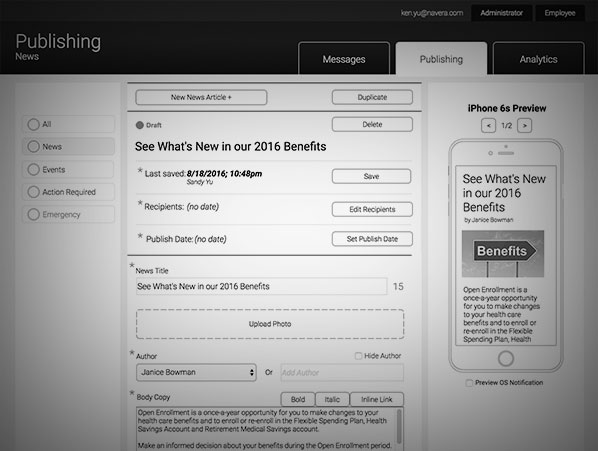 ken.yu@navera.com
Administrator
Employee
Publishing
News
Messages
Publishing
Analytics
All
News
Events
Action Required
Emergency
New News Article +
Duplicate
Draft
Delete
See What's New in our 2016 Benefits
* Last saved: 8/18/2016; 10:48pm
Sandy Yu
Save
* Recipients: (no date)
Edit Recipients
* Publish Date: (no date)
Set Publish Date
* News Title
See What's New in our 2016 Benefits
15
Upload Photo
* Author
Hide Author
Janice Bowman
Or
Add Author
* Body Copy
Bold
Italic
Inline Link
Open Enrollment is a once-a-year opportunity for you to make changes to your
health care benefits and to enroll or re-enroll in the Flexible Spending Plan, Health
Savings Account and Retirement Medical Savings account.
Make an informed decision about your benefits during the Open Enrollment period.
iPhone 6s Preview
<
1/2
>
See What's New
in our 2016
Benefits
by Janice Bowman
Benefits
Open Enrollment is a
once-a-year opportunity
for you to make changes
to your health care
benefits and to enroll or
re-enroll in the Flexible
Spending Plan, Health
Preview OS Notification